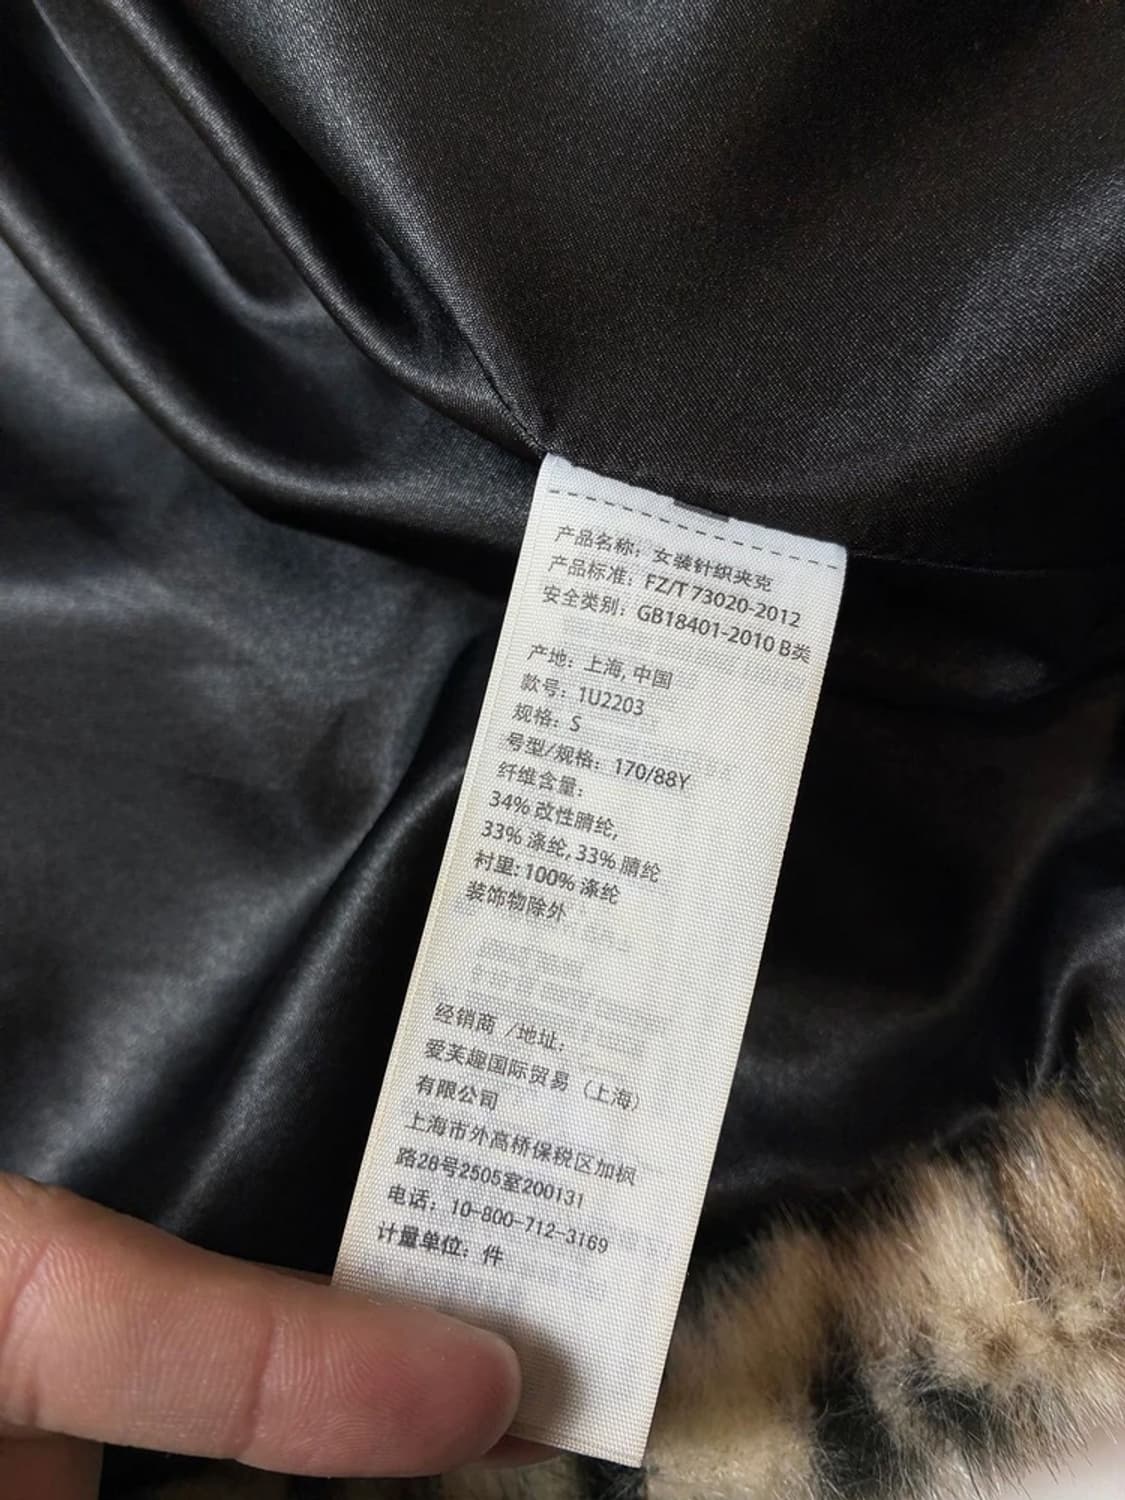 产品名称：女装针织夹克
产品标准：FZ/T 73020-2012
安全类别：GB18401-2010 B类
产地：上海, 中国
款号：1U2203
规格：S
号型/规格：170/88Y
纤维含量：
34% 改性腈纶,
33% 涤纶, 33% 腈纶
衬里: 100% 涤纶
装饰物除外
经销商 /地址：
爱芙趣国际贸易（上海）
有限公司
上海市外高桥保税区加枫
路28号2505室200131
电话：10-800-712-3169
计量单位：件